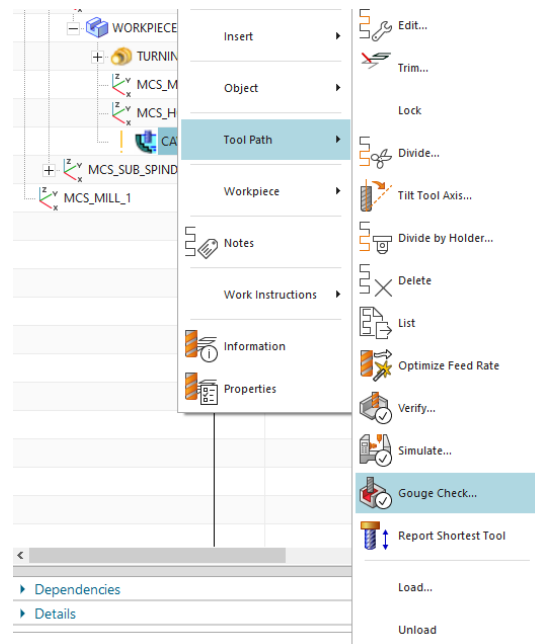 WORKPIECE
TURNIN
MCS_M
MCS_H
CA
MCS_SUB_SPIND
MCS_MILL_1
Insert
Object
Tool Path
Workpiece
Notes
Work Instructions
Information
Properties
Edit...
Trim...
Lock
Divide...
Tilt Tool Axis...
Divide by Holder...
Delete
List
Optimize Feed Rate
Verify...
Simulate...
Gouge Check...
Report Shortest Tool
Load...
Unload
Dependencies
Details